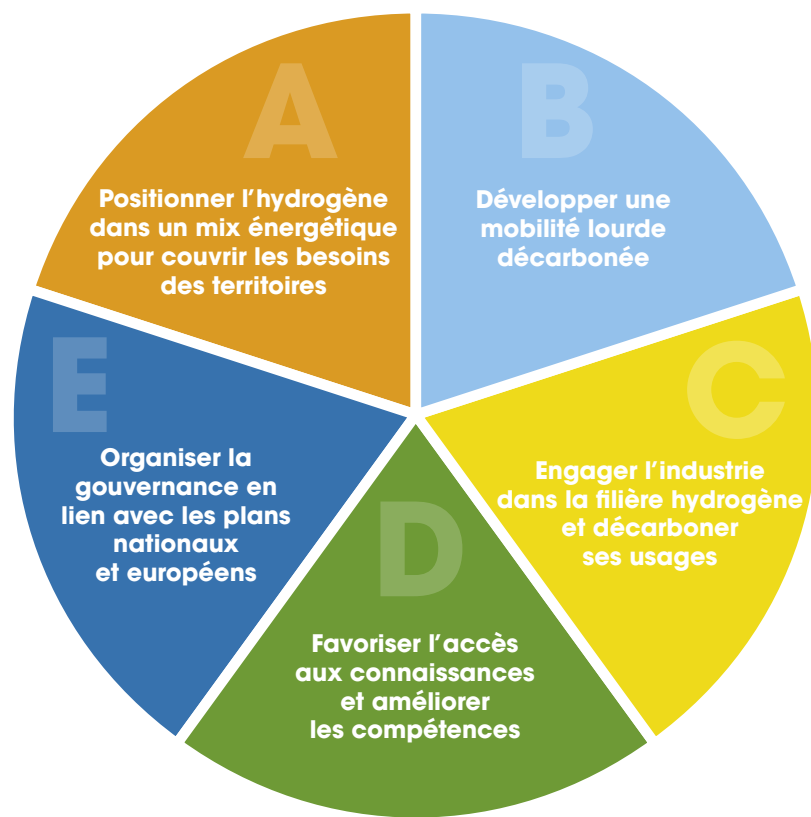 A
Positionner l’hydrogène
dans un mix énergétique
pour couvrir les besoins
des territoires
B
Développer une
mobilité lourde
décarbonée
C
Engager l’industrie
dans la filière hydrogène
et décarboner
ses usages
D
Favoriser l’accès
aux connaissances
et améliorer
les compétences
E
Organiser la
gouvernance en
lien avec les plans
nationaux
et européens